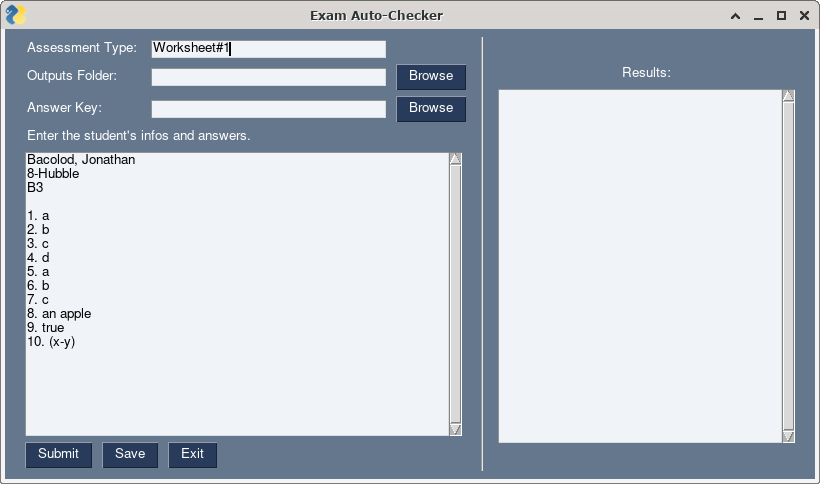 Exam Auto-Checker
Assessment Type: Worksheet#1
Outputs Folder: Browse
Answer Key: Browse
Enter the student's infos and answers.
Bacolod, Jonathan
8-Hubble
B3
1. a
2. b
3. c
4. d
5. a
6. b
7. c
8. an apple
9. true
10. (x-y)
Submit Save Exit
Results: